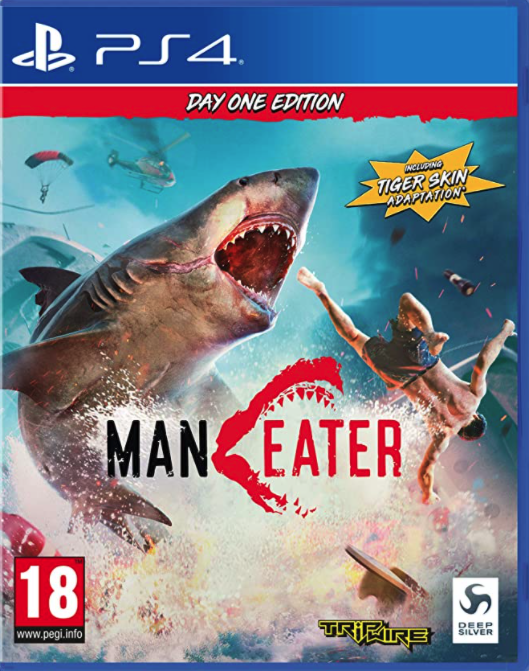 PS4
DAY ONE EDITION
INCLUDING
TIGER SKIN
ADAPTATION*
MANEATER
18
www.pegi.info
TRIPWIRE
DEEP
SILVER